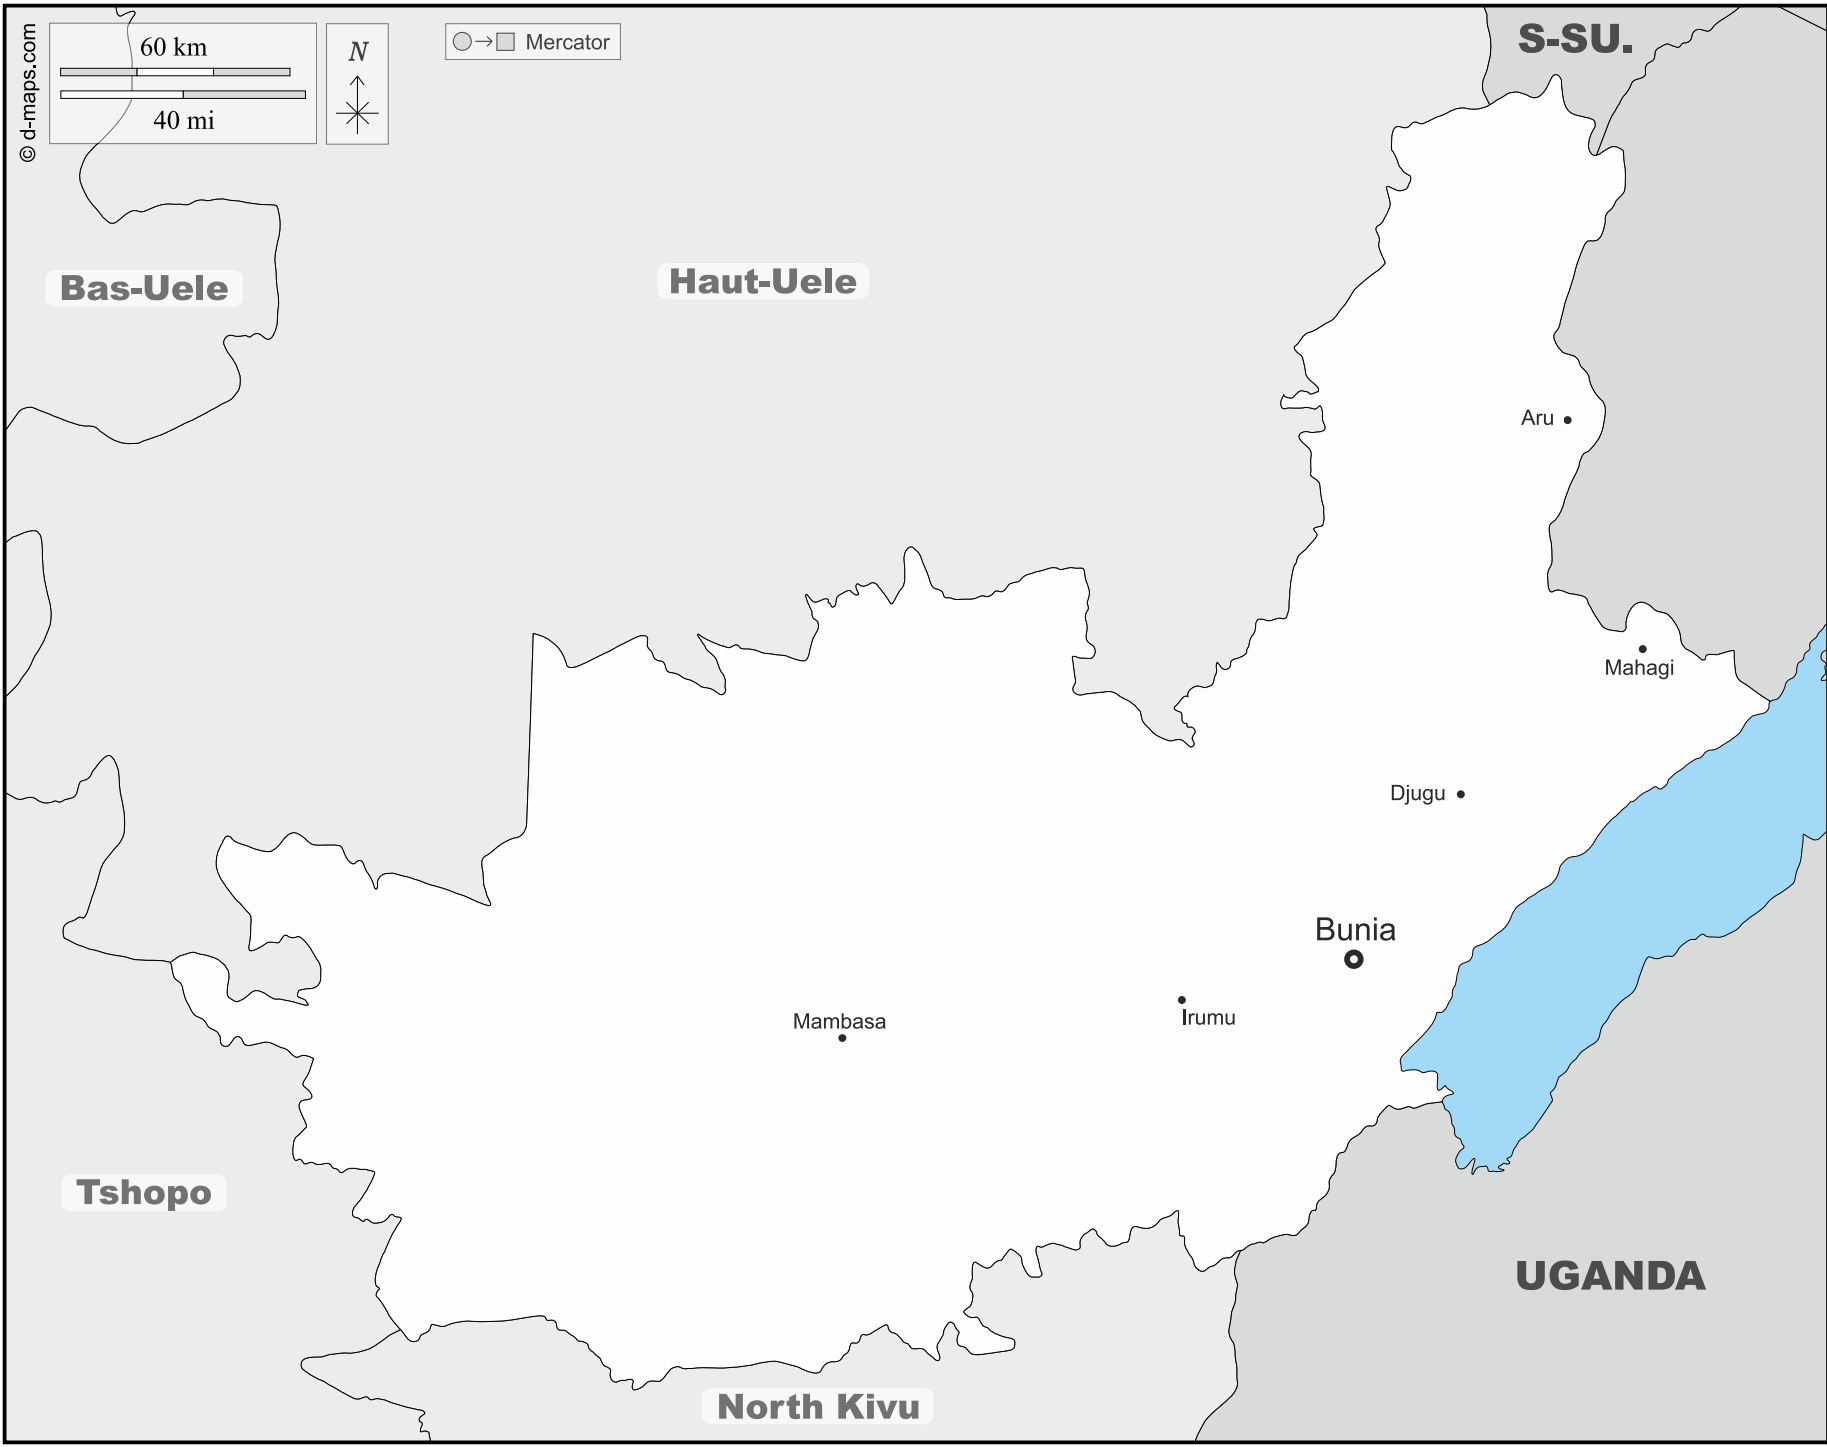 © d-maps.com
60 km
40 mi
N
Mercator
S-SU.
Bas-Uele
Haut-Uele
Aru
Mahagi
Djugu
Bunia
Irumu
Mambasa
Tshopo
UGANDA
North Kivu